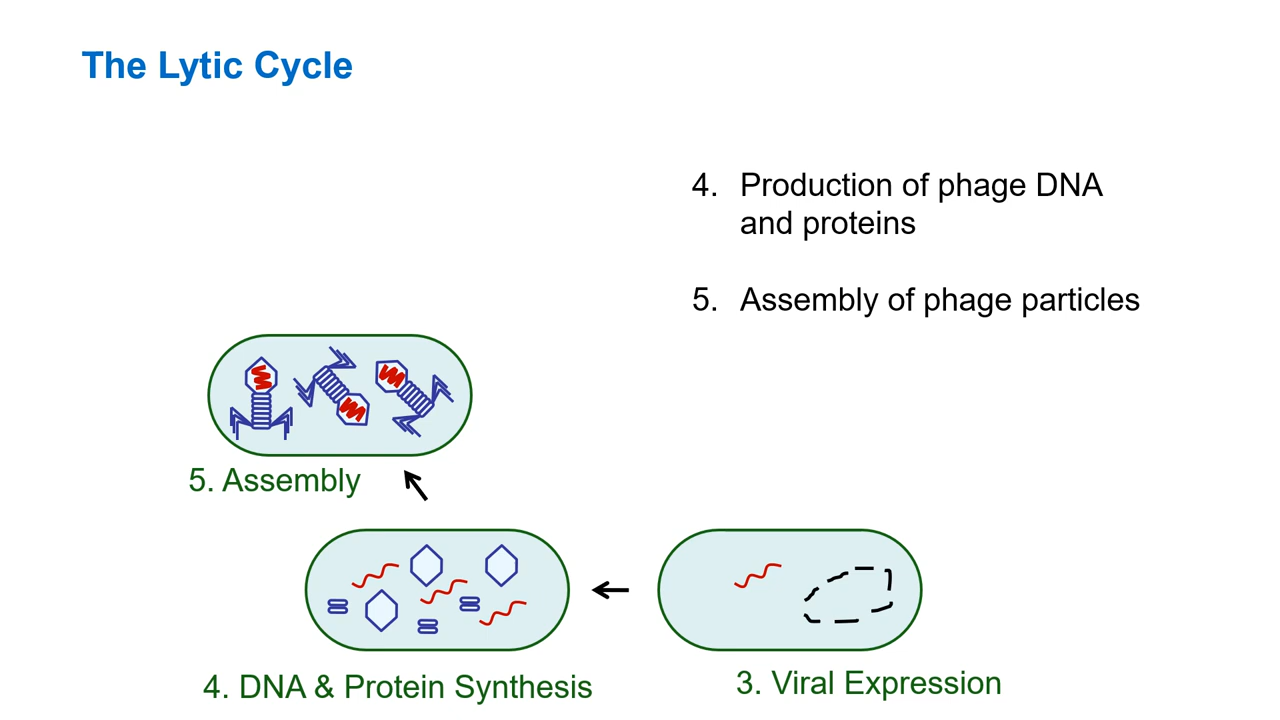 The Lytic Cycle
4. Production of phage DNA
and proteins
5. Assembly of phage particles
5. Assembly
4. DNA & Protein Synthesis
3. Viral Expression